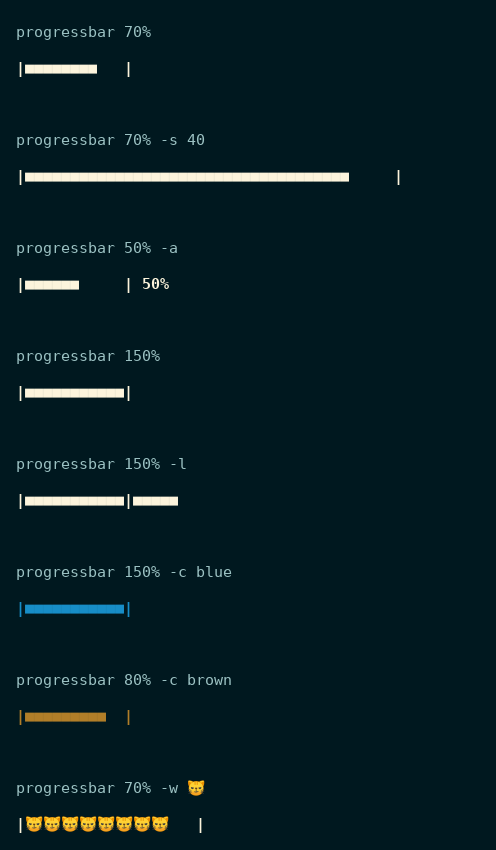 progressbar 70%
|■■■■■■■■   |
progressbar 70% -s 40
|■■■■■■■■■■■■■■■■■■■■■■■■■■■■■■■■■■■■     |
progressbar 50% -a
|■■■■■■     | 50%
progressbar 150%
|■■■■■■■■■■■|
progressbar 150% -l
|■■■■■■■■■■■|■■■■■
progressbar 150% -c blue
|■■■■■■■■■■■|
progressbar 80% -c brown
|■■■■■■■■■  |
progressbar 70% -w 😼
|😼😼😼😼😼😼😼😼   |